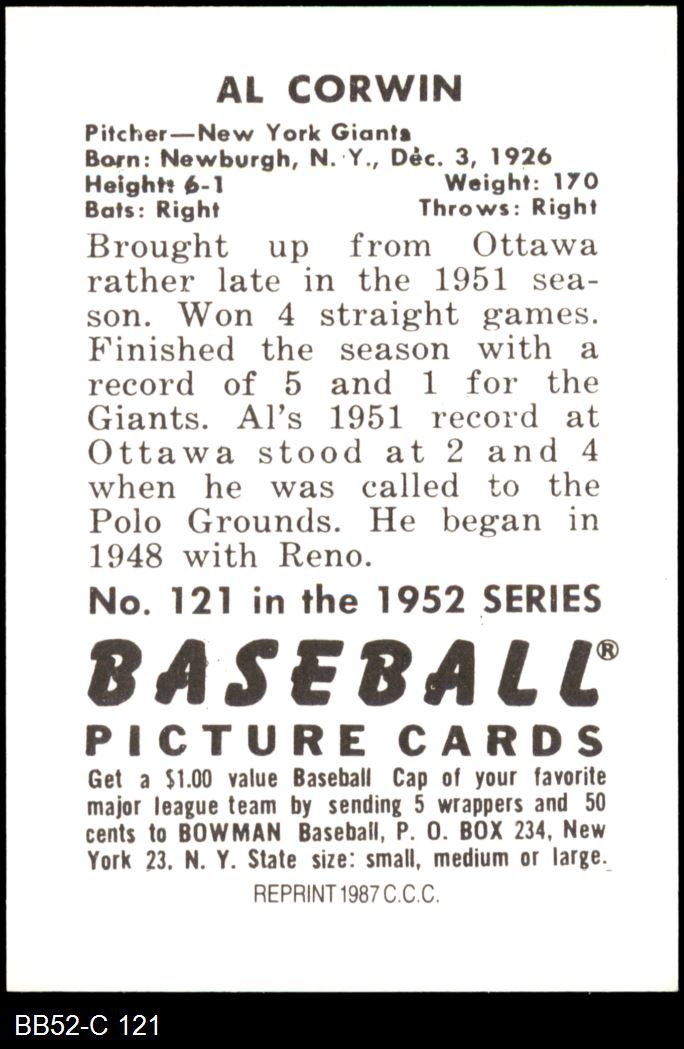 AL CORWIN
Pitcher—New York Giants
Born: Newburgh, N. Y., Dec. 3, 1926
Height: 6-1 Weight: 170
Bats: Right Throws: Right
Brought up from Ottawa
rather late in the 1951 sea-
son. Won 4 straight games.
Finished the season with a
record of 5 and 1 for the
Giants. Al's 1951 record at
Ottawa stood at 2 and 4
when he was called to the
Polo Grounds. He began in
1948 with Reno.
No. 121 in the 1952 SERIES
BASEBALL®
PICTURE CARDS
Get a $1.00 value Baseball Cap of your favorite
major league team by sending 5 wrappers and 50
cents to BOWMAN Baseball, P. O. BOX 234, New
York 23. N. Y. State size: small, medium or large.
REPRINT 1987 C.C.C.
BB52-C 121